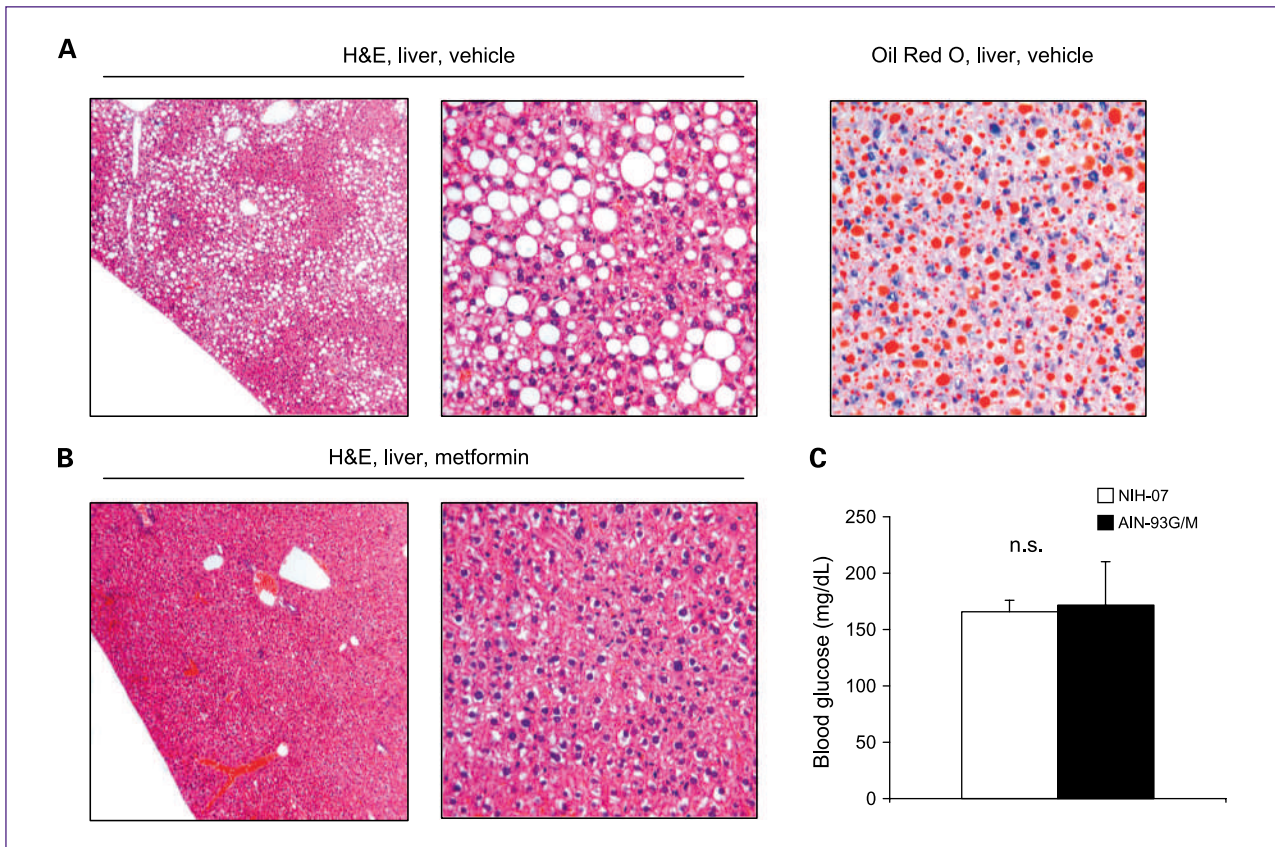 A
H&E, liver, vehicle
Oil Red O, liver, vehicle
B
H&E, liver, metformin
C
NIH-07
AIN-93G/M
n.s.
Blood glucose (mg/dL)
250
200
150
100
50
0